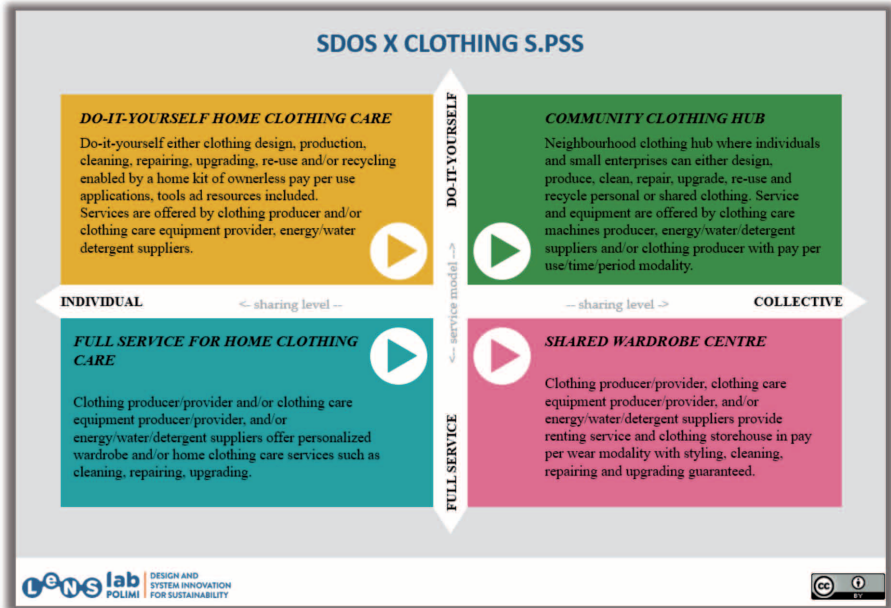 SDOS X CLOTHING S.PSS
DO-IT-YOURSELF HOME CLOTHING CARE
Do-it-yourself either clothing design, production,
cleaning, repairing, upgrading, re-use and/or recycling
enabled by a home kit of ownerless pay per use
applications, tools ad resources included.
Services are offered by clothing producer and/or
clothing care equipment provider, energy/water
detergent suppliers.
DO-IT-YOURSELF
COMMUNITY CLOTHING HUB
Neighbourhood clothing hub where individuals
and small enterprises can either design,
produce, clean, repair, upgrade, re-use and
recycle personal or shared clothing. Service
and equipment are offered by clothing care
machines producer, energy/water/detergent
suppliers and/or clothing producer with pay per
use/time/period modality.
INDIVIDUAL
<-- sharing level --
<-- service model -->
-- sharing level ->
COLLECTIVE
FULL SERVICE FOR HOME CLOTHING
CARE
Clothing producer/provider and/or clothing care
equipment producer/provider, and/or
energy/water/detergent suppliers offer personalized
wardrobe and/or home clothing care services such as
cleaning, repairing, upgrading.
FULL SERVICE
SHARED WARDROBE CENTRE
Clothing producer/provider, clothing care
equipment producer/provider, and/or
energy/water/detergent suppliers provide
renting service and clothing storehouse in pay
per wear modality with styling, cleaning,
repairing and upgrading guaranteed.
LeNS lab
POLIMI
DESIGN AND
SYSTEM INNOVATION
FOR SUSTAINABILITY
cc
BY